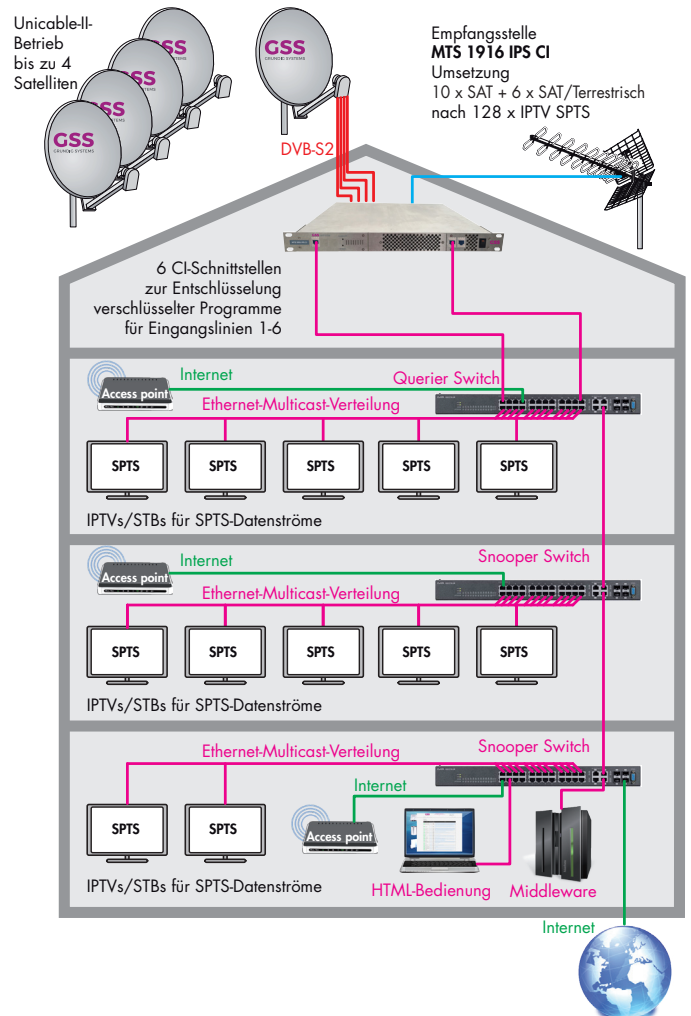 Unicable-II-
Betrieb
bis zu 4
Satelliten
GSS
GSS
GSS
GSS
GRUNDIG SYSTEMS
GSS
GRUNDIG SYSTEMS
DVB-S2
Empfangsstelle
MTS 1916 IPS CI
Umsetzung
10 x SAT + 6 x SAT/Terrestrisch
nach 128 x IPTV SPTS
GSS
6 CI-Schnittstellen
zur Entschlüsselung
verschlüsselter Programme
für Eingangslinien 1-6
Internet
Querier Switch
Access point
Ethernet-Multicast-Verteilung
SPTS SPTS SPTS SPTS SPTS
IPTVs/STBs für SPTS-Datenströme
Internet
Snooper Switch
Access point
Ethernet-Multicast-Verteilung
SPTS SPTS SPTS SPTS SPTS
IPTVs/STBs für SPTS-Datenströme
Ethernet-Multicast-Verteilung
Snooper Switch
Internet
SPTS SPTS
Access point
IPTVs/STBs für SPTS-Datenströme
HTML-Bedienung
Middleware
Internet